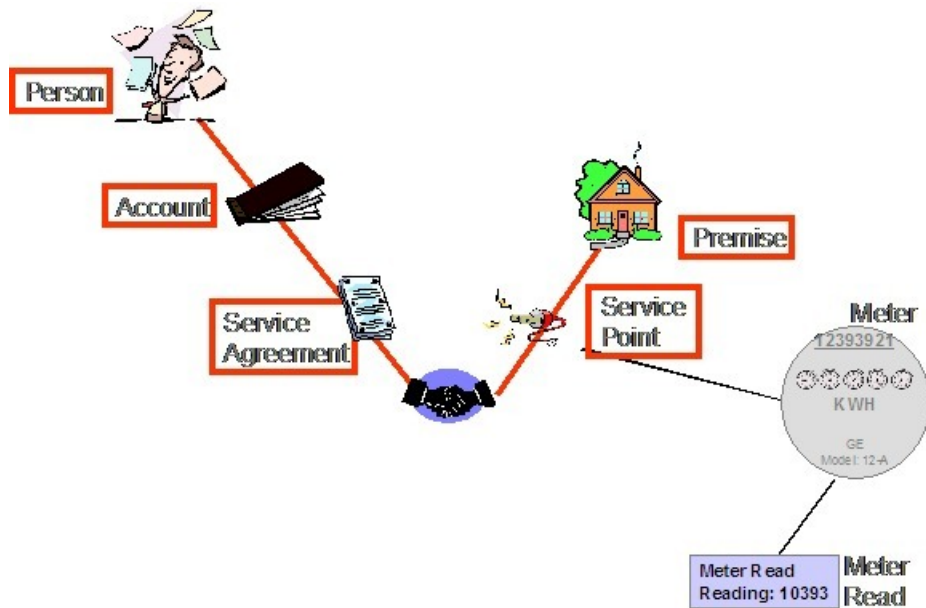 Person
Account
Premise
Service
Agreement
Service
Point
Meter
12393921
KWH
GE
Model: 12-A
Meter Read
Reading: 10393
Meter
Read